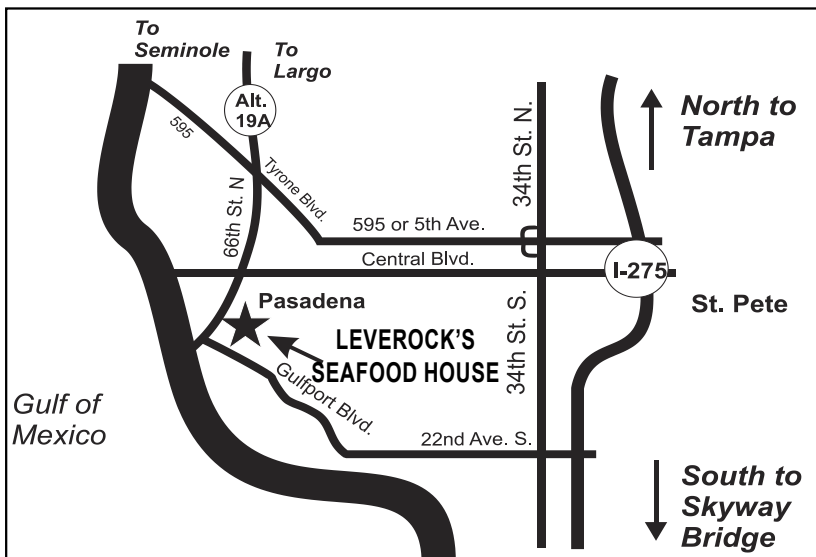 To
Seminole
To
Largo
Alt.
19A
595
Tyrone Blvd.
66th St. N
34th St. N.
North to
Tampa
595 or 5th Ave.
Central Blvd.
I-275
St. Pete
Pasadena
LEVEROCK'S
SEAFOOD HOUSE
34th St. S.
Gulfport Blvd.
22nd Ave. S.
Gulf of
Mexico
South to
Skyway
Bridge